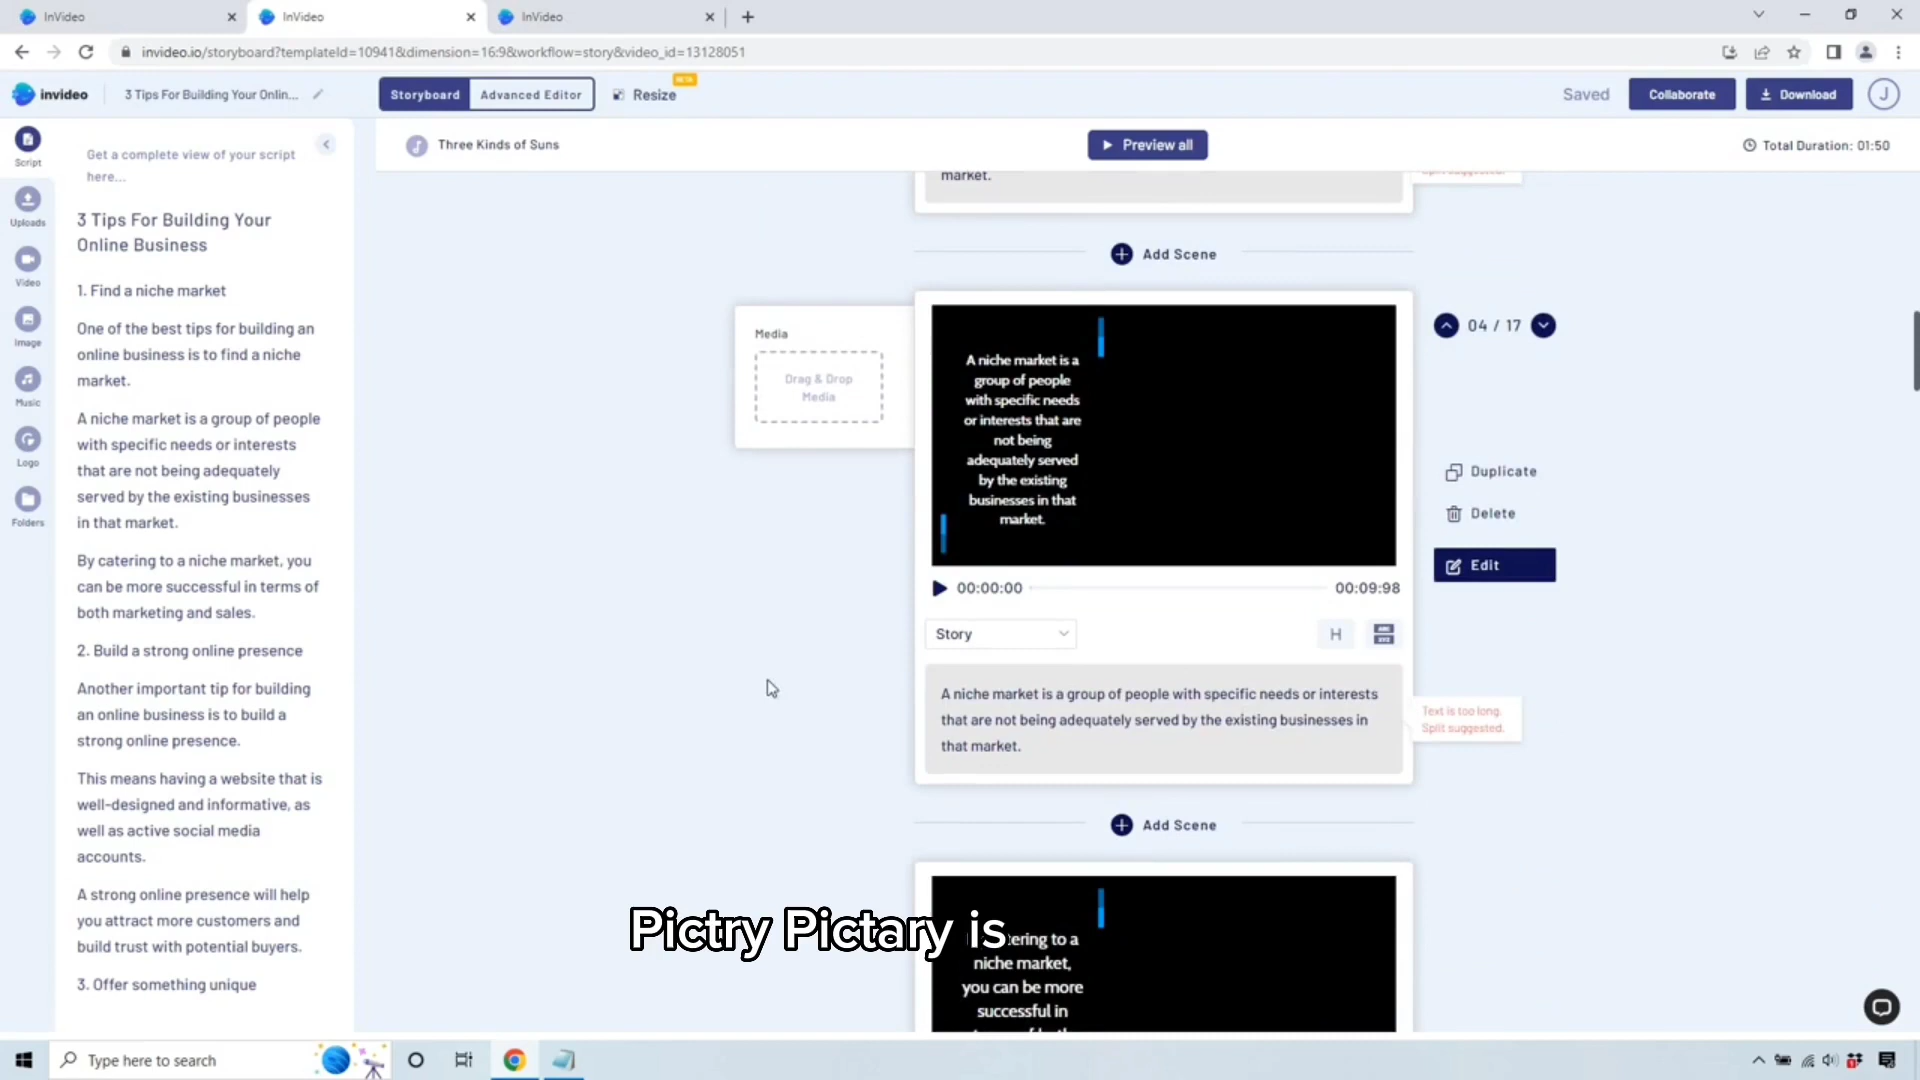 InVideo
InVideo
InVideo
invideo.io/storyboard?templateId=10941&dimension=16:9&workflow=story&video_id=13128051
invideo
3 Tips For Building Your Onlin...
Storyboard
Advanced Editor
Resize
BETA
Saved
Collaborate
Download
J
Script
Uploads
Video
Image
Music
Logo
Folders
Get a complete view of your script
here...
3 Tips For Building Your
Online Business
1. Find a niche market
One of the best tips for building an
online business is to find a niche
market.
A niche market is a group of people
with specific needs or interests
that are not being adequately
served by the existing businesses
in that market.
By catering to a niche market, you
can be more successful in terms of
both marketing and sales.
2. Build a strong online presence
Another important tip for building
an online business is to build a
strong online presence.
This means having a website that is
well-designed and informative, as
well as active social media
accounts.
A strong online presence will help
you attract more customers and
build trust with potential buyers.
3. Offer something unique
Three Kinds of Suns
Preview all
Total Duration: 01:50
market.
Split suggested.
Add Scene
Media
Drag & Drop
Media
A niche market is a
group of people
with specific needs
or interests that are
not being
adequately served
by the existing
businesses in that
market.
04 / 17
Duplicate
Delete
Edit
00:00:00
00:09:98
Story
H
A niche market is a group of people with specific needs or interests
that are not being adequately served by the existing businesses in
that market.
Text is too long.
Split suggested.
Add Scene
Pictry Pictary is
tering to a
niche market,
you can be more
successful in
Type here to search